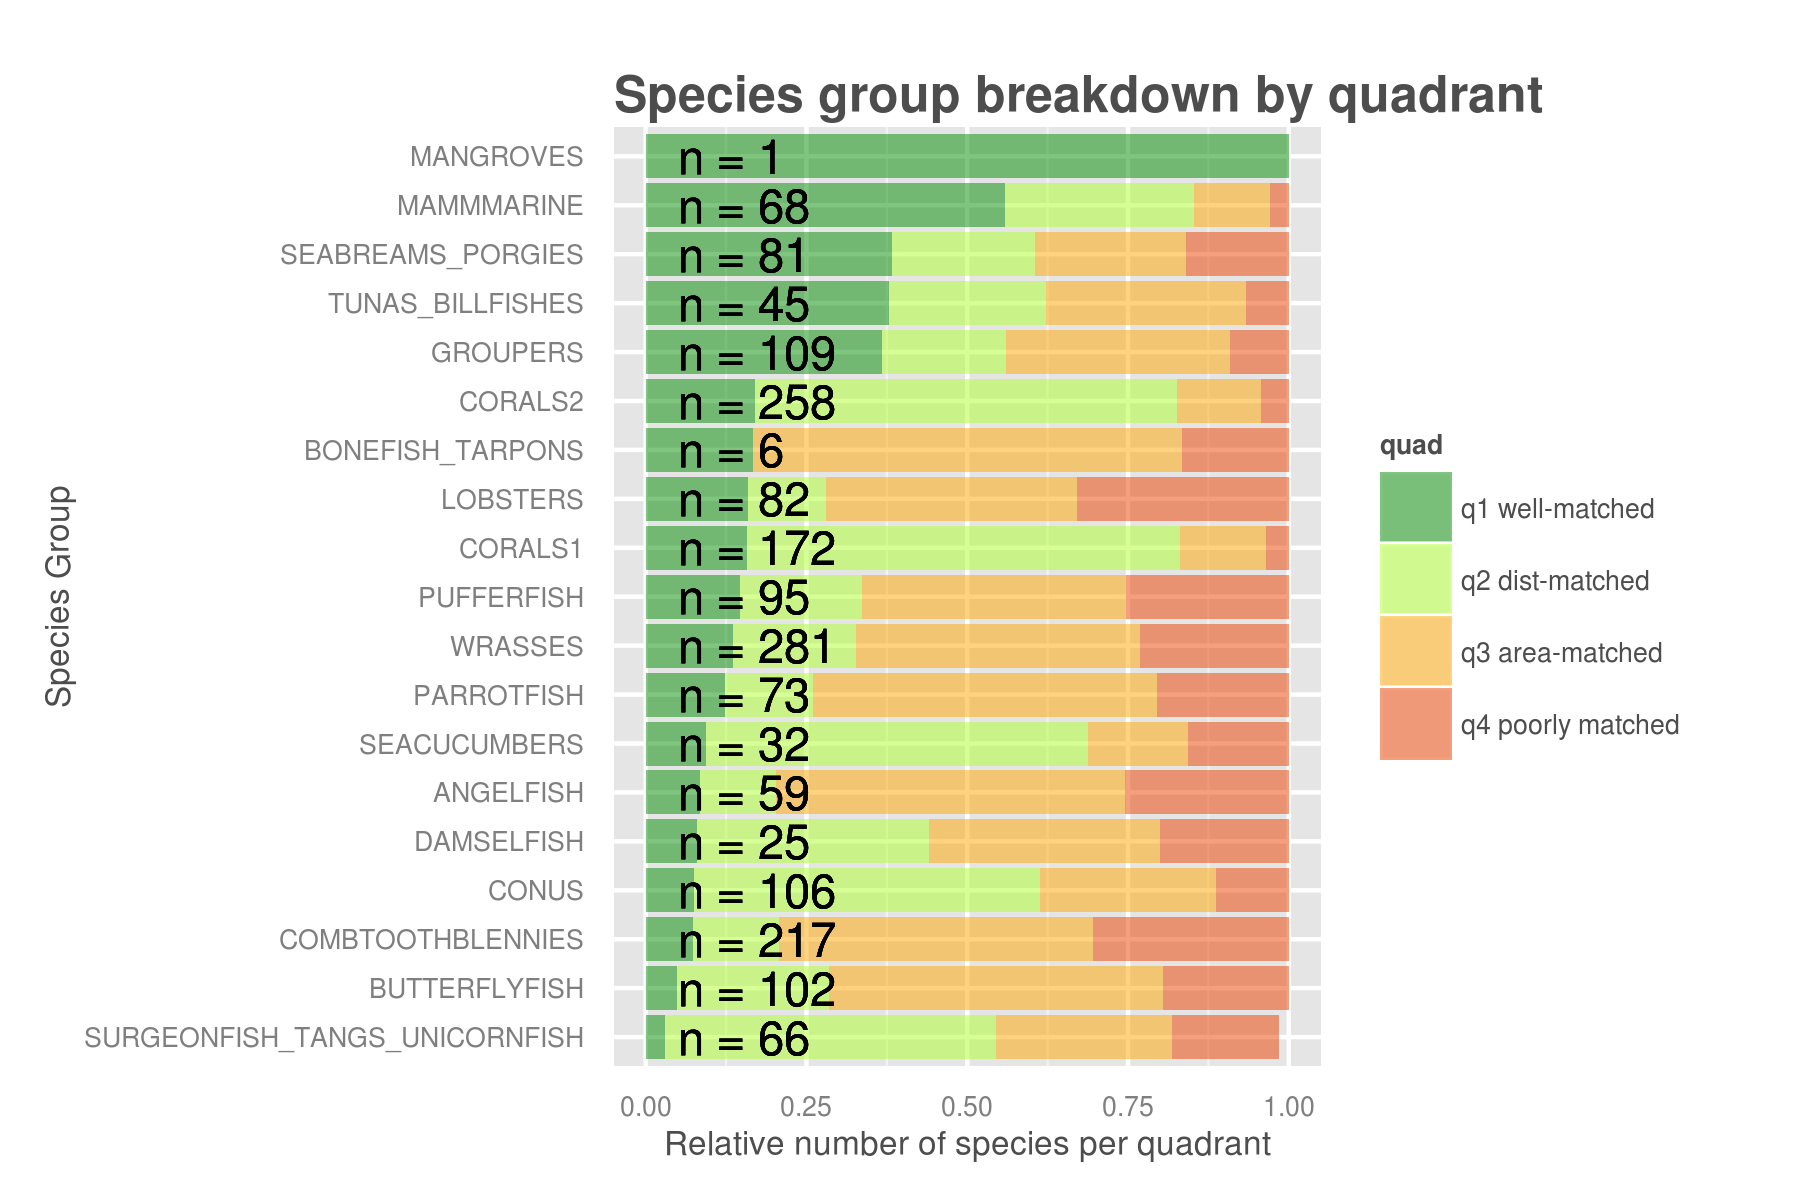 Species group breakdown by quadrant
Species Group
MANGROVES n = 1
MAMMMARINE n = 68
SEABREAMS_PORGIES n = 81
TUNAS_BILLFISHES n = 45
GROUPERS n = 109
CORALS2 n = 258
BONEFISH_TARPONS n = 6
LOBSTERS n = 82
CORALS1 n = 172
PUFFERFISH n = 95
WRASSES n = 281
PARROTFISH n = 73
SEACUCUMBERS n = 32
ANGELFISH n = 59
DAMSELFISH n = 25
CONUS n = 106
COMBTOOTHBLENNIES n = 217
BUTTERFLYFISH n = 102
SURGEONFISH_TANGS_UNICORNFISH n = 66
0.00 0.25 0.50 0.75 1.00
Relative number of species per quadrant
quad
q1 well-matched
q2 dist-matched
q3 area-matched
q4 poorly matched